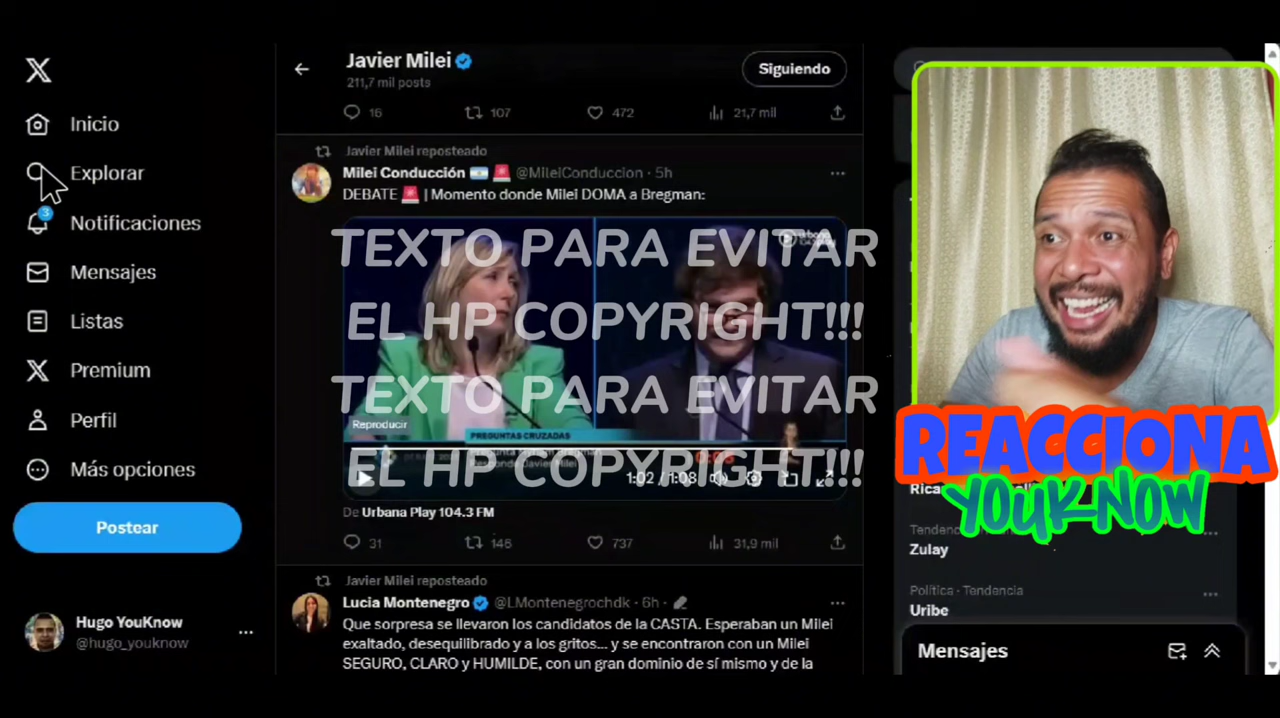 Javier Milei
211,7 mil posts
Siguiendo
Inicio
Explorar
3
Notificaciones
Mensajes
Listas
Premium
Perfil
Más opciones
Postear
Hugo YouKnow
@hugo_youknow
16 107 472 21,7 mil
Javier Milei reposteado
Milei Conducción @MileiConduccion · 5h
DEBATE | Momento donde Milei DOMA a Bregman:
TEXTO PARA EVITAR
EL HP COPYRIGHT!!!
TEXTO PARA EVITAR
EL HP COPYRIGHT!!!
Reproducir
PREGUNTAS CRUZADAS
Responde Javier Milei
1:02 / 1:08
De Urbana Play 104.3 FM
31 146 737 31,9 mil
Javier Milei reposteado
Lucia Montenegro @LMontenegrochdk · 6h ·
Que sorpresa se llevaron los candidatos de la CASTA. Esperaban un Milei
exaltado, desequilibrado y a los gritos... y se encontraron con un Milei
SEGURO, CLARO y HUMILDE, con un gran dominio de sí mismo y de la
REACCIONA
YOUKNOW
Zulay
Política · Tendencia
Uribe
Mensajes